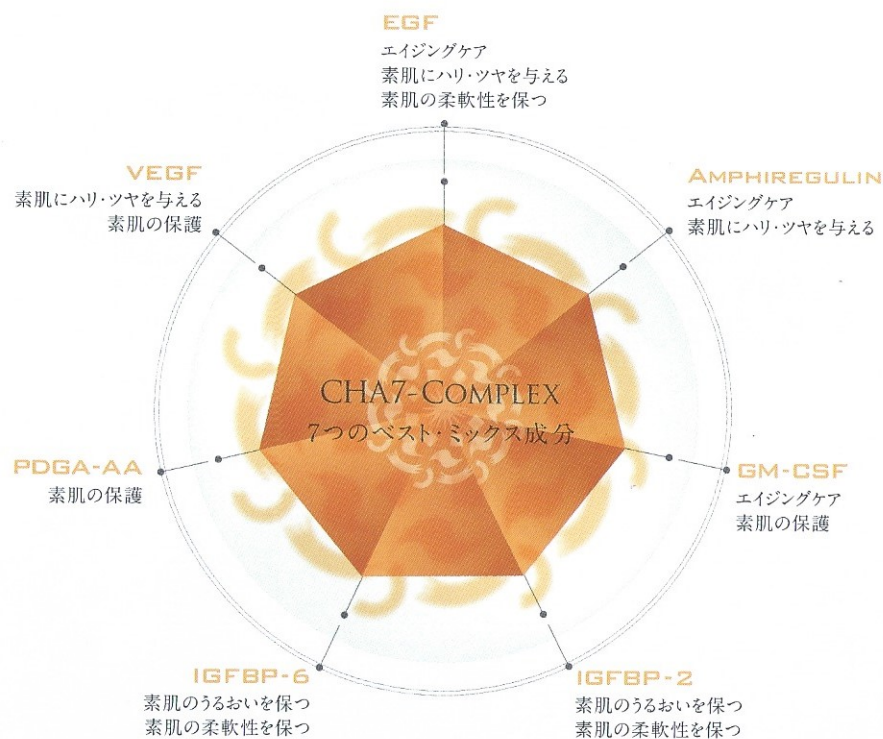 EGF
エイジングケア
素肌にハリ・ツヤを与える
素肌の柔軟性を保つ
VEGF
素肌にハリ・ツヤを与える
素肌の保護
AMPHIREGULIN
エイジングケア
素肌にハリ・ツヤを与える
CHA7-COMPLEX
7つのベスト・ミックス成分
PDGA-AA
素肌の保護
GM-CSF
エイジングケア
素肌の保護
IGFBP-6
素肌のうるおいを保つ
素肌の柔軟性を保つ
IGFBP-2
素肌のうるおいを保つ
素肌の柔軟性を保つ